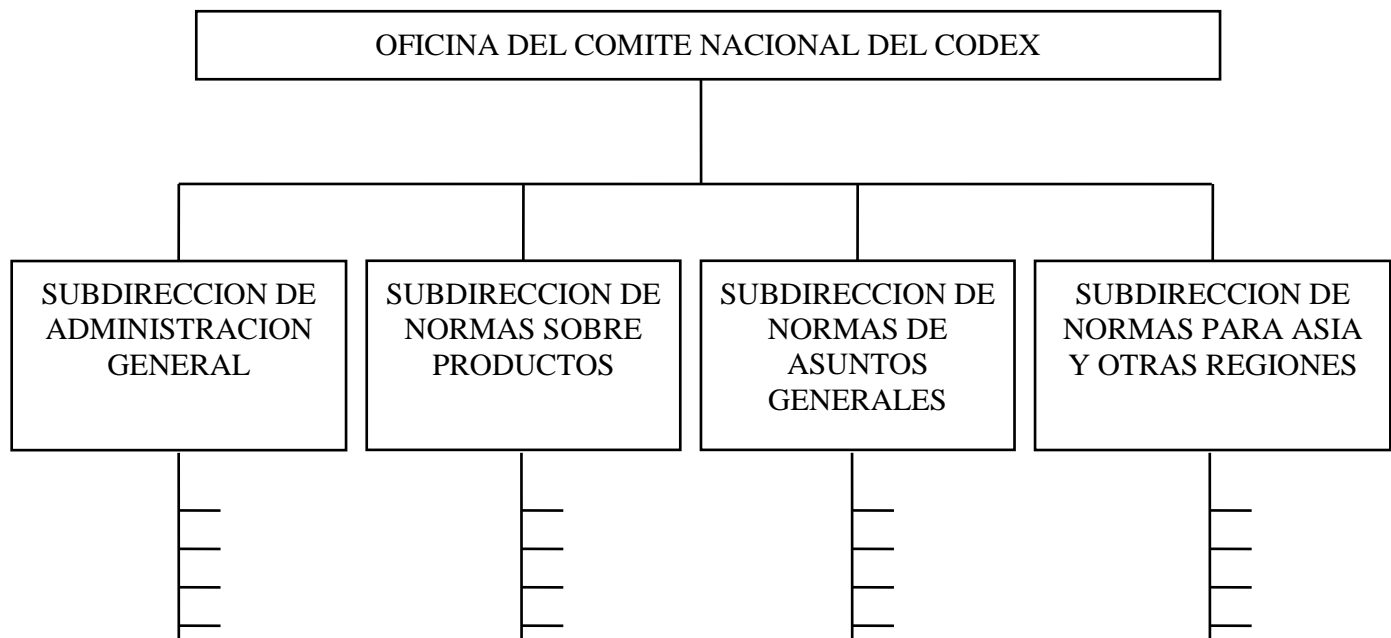 OFICINA DEL COMITE NACIONAL DEL CODEX
SUBDIRECCION DE
ADMINISTRACION
GENERAL
SUBDIRECCION DE
NORMAS SOBRE
PRODUCTOS
SUBDIRECCION DE
NORMAS DE
ASUNTOS
GENERALES
SUBDIRECCION DE
NORMAS PARA ASIA
Y OTRAS REGIONES